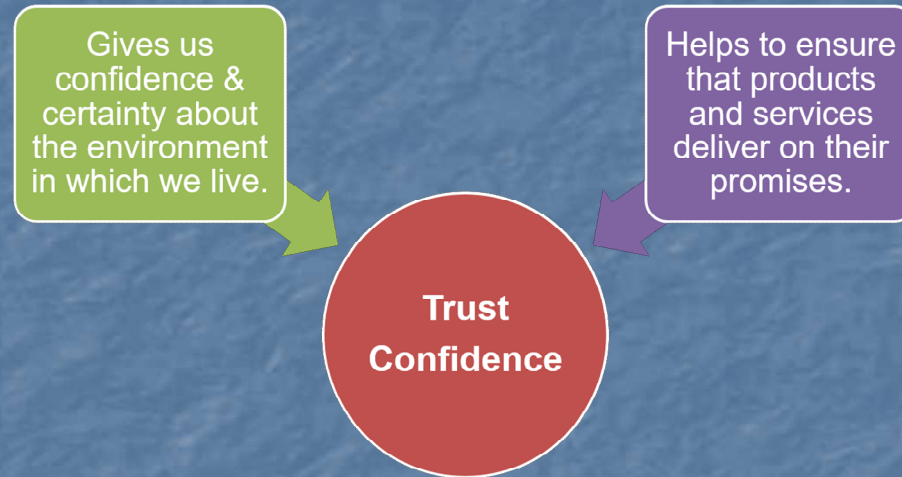 Gives us
confidence &
certainty about
the environment
in which we live.
Helps to ensure
that products
and services
deliver on their
promises.
Trust
Confidence